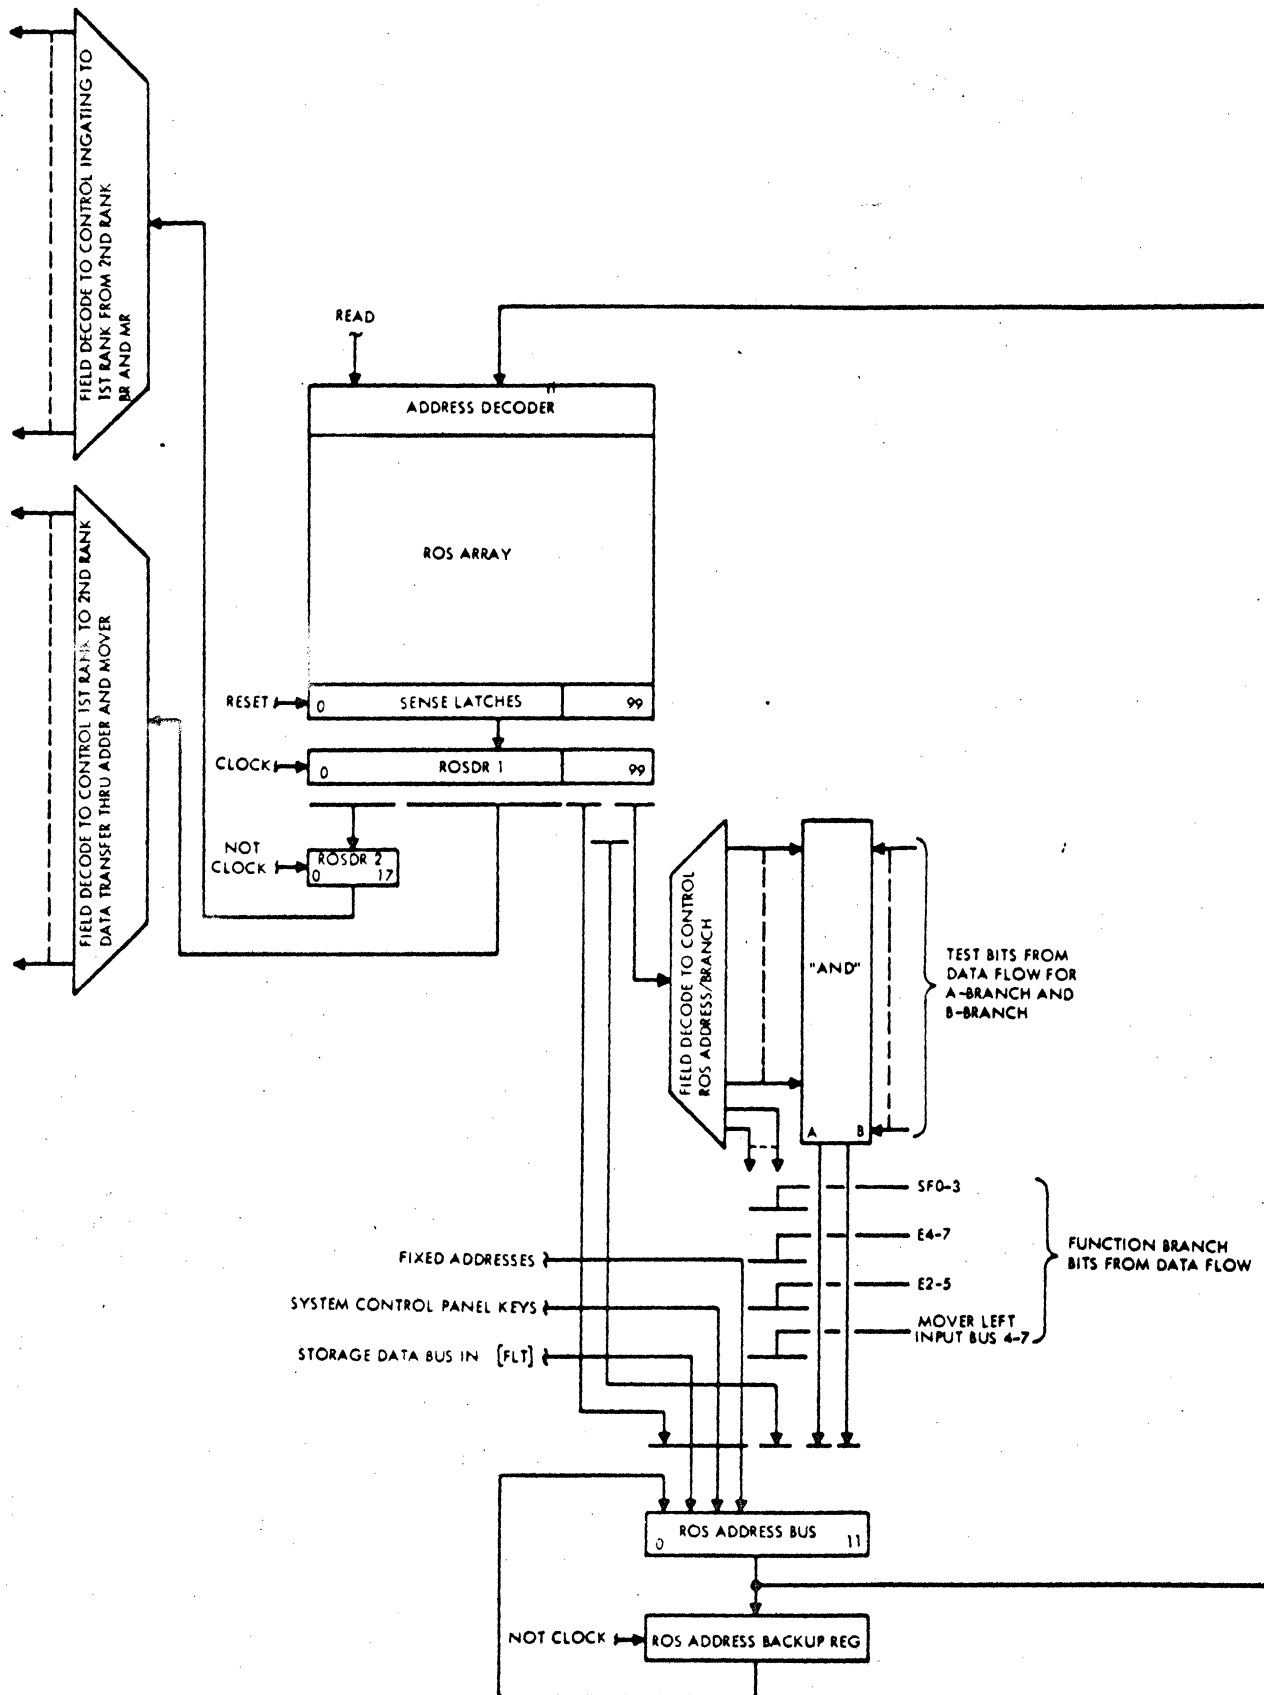 FIELD DECODE TO CONTROL INGATING TO
1ST RANK FROM 2ND RANK
BR AND MR
READ
ADDRESS DECODER
ROS ARRAY
FIELD DECODE TO CONTROL 1ST RANK TO 2ND RANK
DATA TRANSFER THRU ADDER AND MOVER
RESET
0 SENSE LATCHES 99
CLOCK
0 ROSDR 1 99
NOT
CLOCK
ROSDR 2
0 17
FIELD DECODE TO CONTROL
ROS ADDRESS/BRANCH
"AND"
A B
TEST BITS FROM
DATA FLOW FOR
A-BRANCH AND
B-BRANCH
SF0-3
E4-7
E2-5
MOVER LEFT
INPUT BUS 4-7
FUNCTION BRANCH
BITS FROM DATA FLOW
FIXED ADDRESSES
SYSTEM CONTROL PANEL KEYS
STORAGE DATA BUS IN [FLT]
0 ROS ADDRESS BUS 11
NOT CLOCK
ROS ADDRESS BACKUP REG